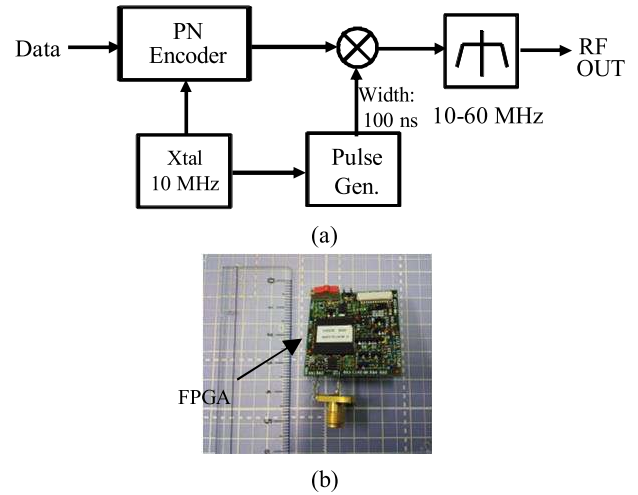 Data
PN
Encoder
Width:
100 ns
10-60 MHz
RF
OUT
Xtal
10 MHz
Pulse
Gen.
(a)
FPGA
(b)